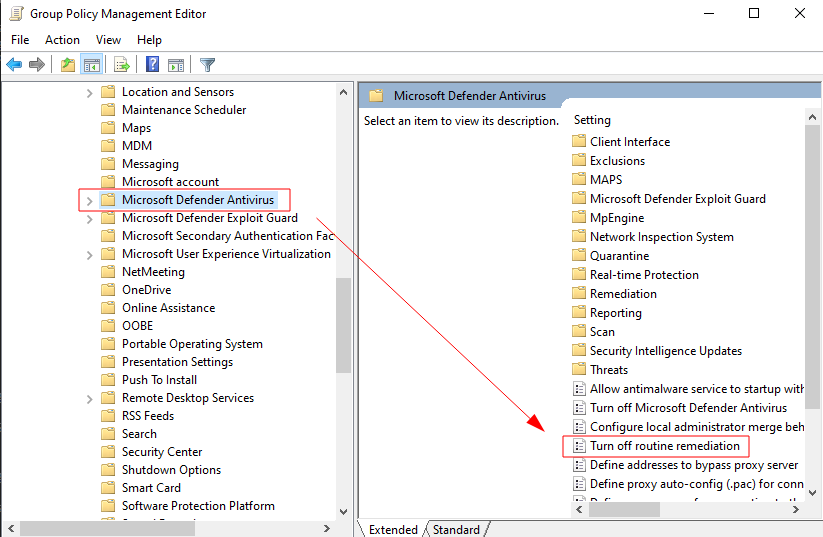 Group Policy Management Editor
File Action View Help
Location and Sensors
Maintenance Scheduler
Maps
MDM
Messaging
Microsoft account
Microsoft Defender Antivirus
Microsoft Defender Exploit Guard
Microsoft Secondary Authentication Fac
Microsoft User Experience Virtualization
NetMeeting
OneDrive
Online Assistance
OOBE
Portable Operating System
Presentation Settings
Push To Install
Remote Desktop Services
RSS Feeds
Search
Security Center
Shutdown Options
Smart Card
Software Protection Platform
Microsoft Defender Antivirus
Select an item to view its description.
Setting
Client Interface
Exclusions
MAPS
Microsoft Defender Exploit Guard
MpEngine
Network Inspection System
Quarantine
Real-time Protection
Remediation
Reporting
Scan
Security Intelligence Updates
Threats
Allow antimalware service to startup with
Turn off Microsoft Defender Antivirus
Configure local administrator merge beh
Turn off routine remediation
Define addresses to bypass proxy server
Define proxy auto-config (.pac) for conn
Extended Standard